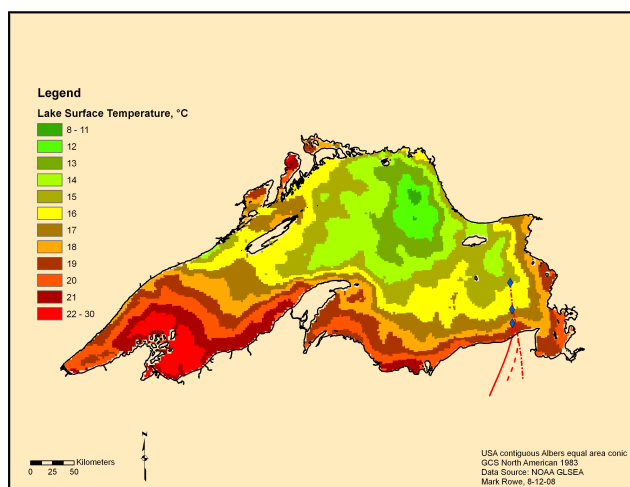 Legend
Lake Surface Temperature, °C
8 - 11
12
13
14
15
16
17
18
19
20
21
22 - 30
Kilometers
0 25 50
USA contiguous Albers equal area conic
GCS North American 1983
Data Source: NOAA GLSEA
Mark Rowe, 8-12-08